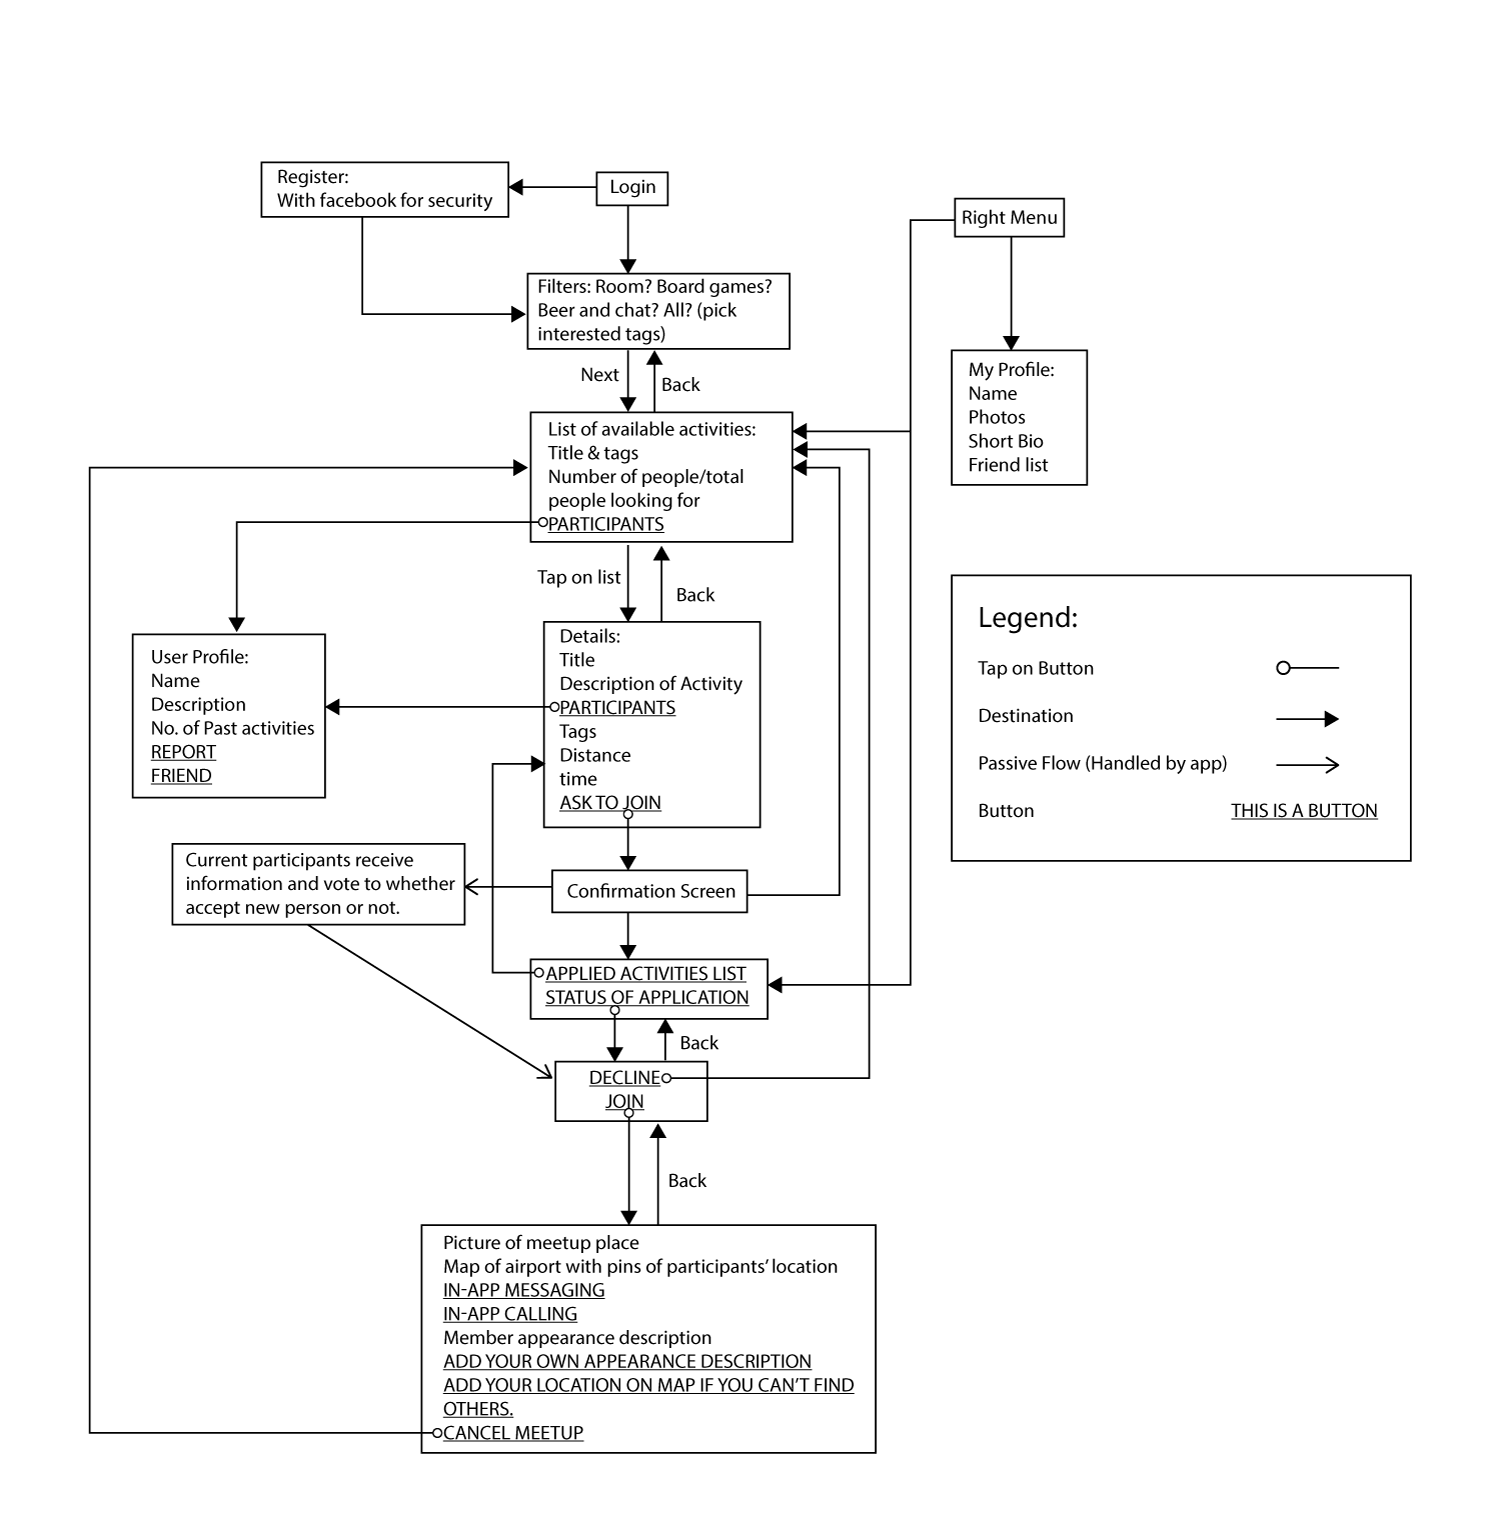 Register:
With facebook for security
Login
Right Menu
Filters: Room? Board games?
Beer and chat? All? (pick
interested tags)
Next
Back
My Profile:
Name
Photos
Short Bio
Friend list
List of available activities:
Title & tags
Number of people/total
people looking for
PARTICIPANTS
Tap on list
Back
Legend:
Tap on Button
Destination
Passive Flow (Handled by app)
Button
THIS IS A BUTTON
User Profile:
Name
Description
No. of Past activities
REPORT
FRIEND
Details:
Title
Description of Activity
PARTICIPANTS
Tags
Distance
time
ASK TO JOIN
Current participants receive
information and vote to whether
accept new person or not.
Confirmation Screen
APPLIED ACTIVITIES LIST
STATUS OF APPLICATION
Back
DECLINE
JOIN
Back
Picture of meetup place
Map of airport with pins of participants’ location
IN-APP MESSAGING
IN-APP CALLING
Member appearance description
ADD YOUR OWN APPEARANCE DESCRIPTION
ADD YOUR LOCATION ON MAP IF YOU CAN’T FIND
OTHERS.
CANCEL MEETUP